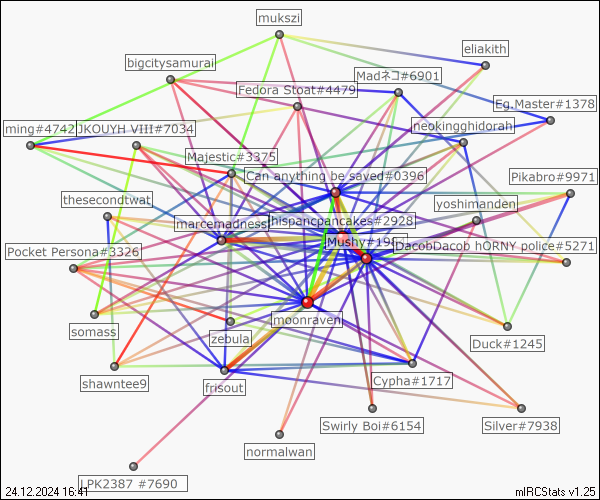 mukszi
eliakith
bigcitysamurai
Madネコ#6901
Fedora Stoat#4479
Eg.Master#1378
ming#4742
JKOUYH VIII#7034
neokingghidorah
Majestic#3375
Can anything be saved#0396
Pikabro#9971
thesecondtwat
yoshimanden
marcemadness
hispancpancakes#2928
Mushy#198
DacobDacob hORNY police#5271
Pocket Persona#3326
somass
zebula
moonraven
Duck#1245
shawntee9
frisout
Cypha#1717
Swirly Boi#6154
Silver#7938
normalwan
LPK2387 #7690
24.12.2024 16:41
mIRCStats v1.25